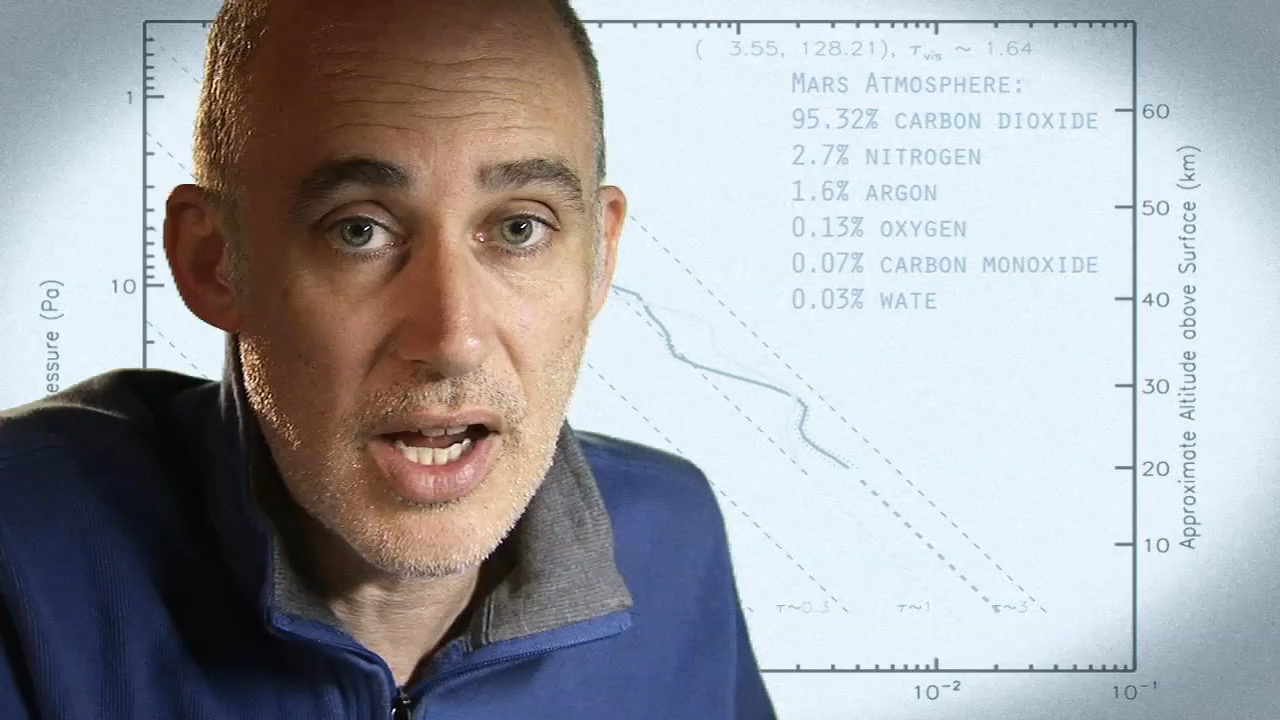 ( 3.55, 128.21), τvis ~ 1.64
MARS ATMOSPHERE:
95.32% CARBON DIOXIDE
2.7% NITROGEN
1.6% ARGON
0.13% OXYGEN
0.07% CARBON MONOXIDE
0.03% WATE
1
10
essure (Pa)
60
50
40
30
20
10
Approximate Altitude above Surface (km)
τ~0.3
τ~1
τ~3
10⁻²
10⁻¹